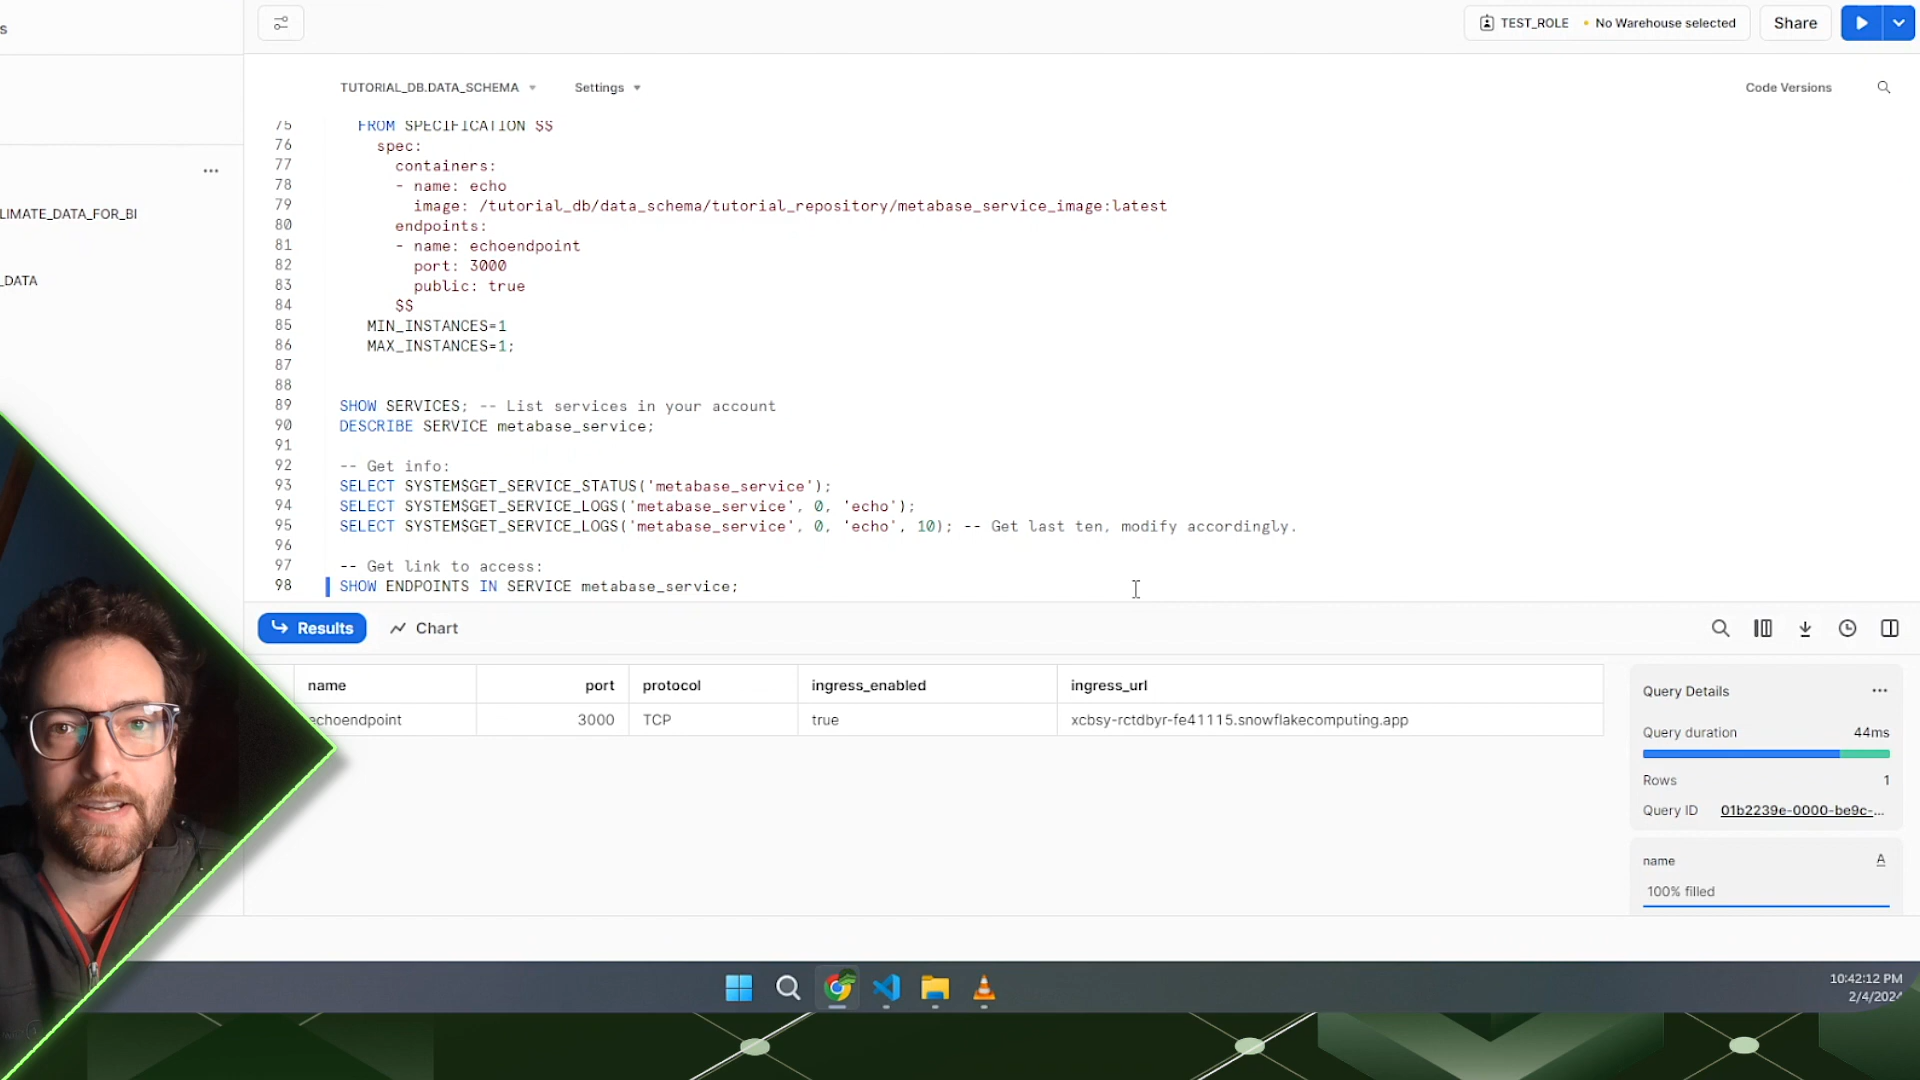 s
TEST_ROLE • No Warehouse selected
Share
TUTORIAL_DB.DATA_SCHEMA
Settings
Code Versions
75 FROM SPECIFICATION $$
76 spec:
77 containers:
78 - name: echo
79 image: /tutorial_db/data_schema/tutorial_repository/metabase_service_image:latest
80 endpoints:
81 - name: echoendpoint
82 port: 3000
83 public: true
84 $$
85 MIN_INSTANCES=1
86 MAX_INSTANCES=1;
87
88
89 SHOW SERVICES; -- List services in your account
90 DESCRIBE SERVICE metabase_service;
91
92 -- Get info:
93 SELECT SYSTEM$GET_SERVICE_STATUS('metabase_service');
94 SELECT SYSTEM$GET_SERVICE_LOGS('metabase_service', 0, 'echo');
95 SELECT SYSTEM$GET_SERVICE_LOGS('metabase_service', 0, 'echo', 10); -- Get last ten, modify accordingly.
96
97 -- Get link to access:
98 SHOW ENDPOINTS IN SERVICE metabase_service;
LIMATE_DATA_FOR_BI
_DATA
Results
Chart
name port protocol ingress_enabled ingress_url
echoendpoint 3000 TCP true xcbsy-rctdbyr-fe41115.snowflakecomputing.app
Query Details ...
Query duration 44ms
Rows 1
Query ID 01b2239e-0000-be9c-...
name A
100% filled
10:42:12 PM
2/4/2024